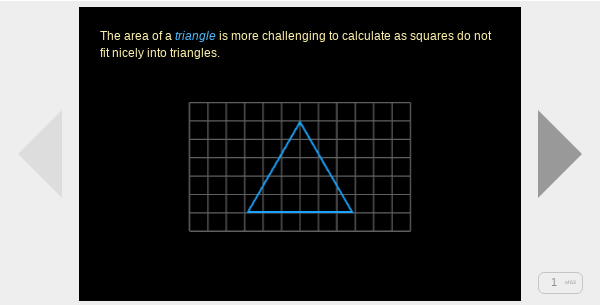 The area of a triangle is more challenging to calculate as squares do not
fit nicely into triangles.
1